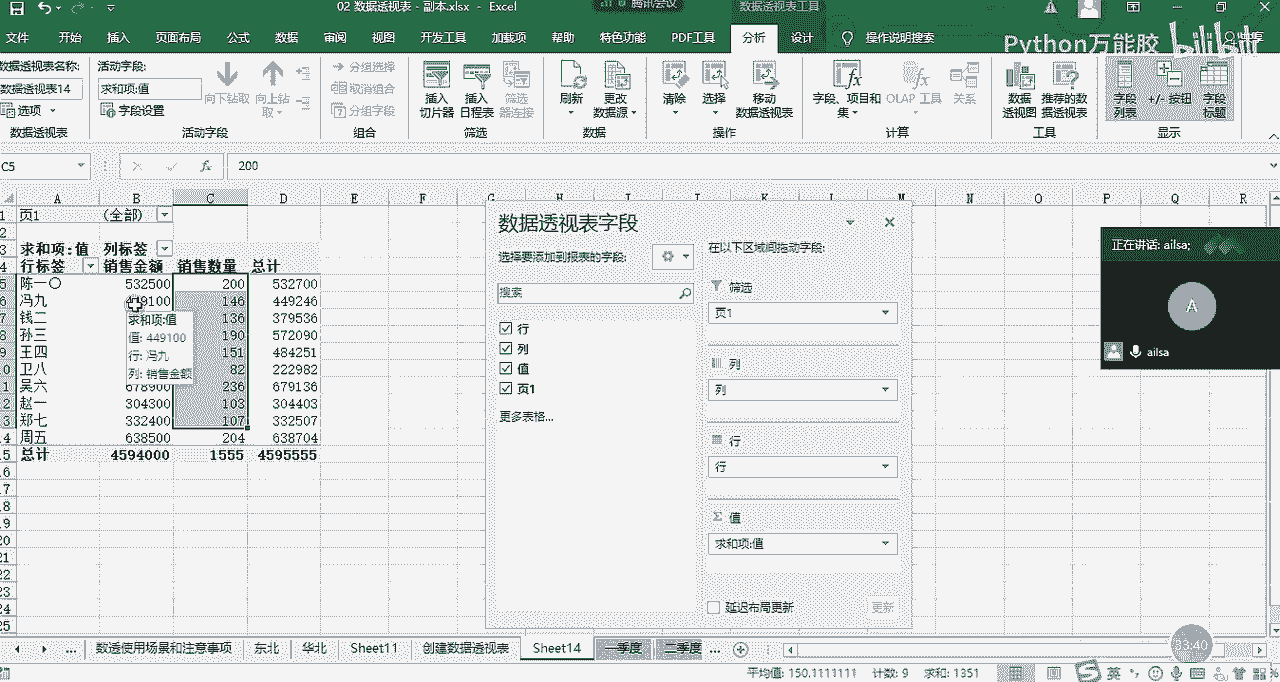 02 数据透视表 - 副本.xlsx - Excel
腾讯会议
数据透视表工具
文件 开始 插入 页面布局 公式 数据 审阅 视图 开发工具 加载项 帮助 特色功能 PDF工具 分析 设计 操作说明搜索
Python万能胶 bilibili
数据透视表名称:
数据透视表14
选项
数据透视表
活动字段:
求和项:值
字段设置
向下钻取 向上钻取
活动字段
分组选择
取消组合
分组字段
组合
插入切片器
插入日程表
筛选器连接
筛选
刷新
更改数据源
数据
清除
选择
移动数据透视表
操作
字段、项目和集
OLAP 工具
关系
计算
数据透视图
推荐的数据透视表
工具
字段列表
+/- 按钮
字段标题
显示
C5
fx
200
A B C D E F G H I J K L M N O P Q R
1 页1 (全部)
2
3 求和项:值 列标签
4 行标签 销售金额 销售数量 总计
5 陈一〇 532500 200 532700
6 冯九 449100 146 449246
7 钱二 136 379536
8 孙三 190 572090
9 王四 151 484251
10 卫八 82 222982
11 吴六 678900 236 679136
12 赵一 304300 103 304403
13 郑七 332400 107 332507
14 周五 638500 204 638704
15 总计 4594000 1555 4595555
16
17
18
19
20
21
22
23
24
25
求和项:值
值: 449100
行: 冯九
列: 销售金额
数据透视表字段
选择要添加到报表的字段:
搜索
行
列
值
页1
更多表格...
在以下区域间拖动字段:
筛选
页1
列
列
行
行
Σ 值
求和项:值
延迟布局更新
更新
正在讲话: ailsa;
A
ailsa
... 数透使用场景和注意事项 东北 华北 Sheet11 创建数据透视表 Sheet14 一季度 二季度 ...
33:40
平均值: 150.1111111 计数: 9 求和: 1351
英